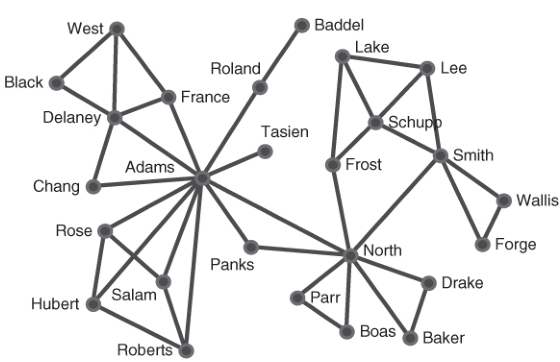 West
Baddel
Lake
Roland
Lee
Black
France
Delaney
Schupp
Tasien
Adams
Smith
Frost
Chang
Wallis
Rose
North
Forge
Panks
Drake
Salam
Parr
Hubert
Boas
Baker
Roberts